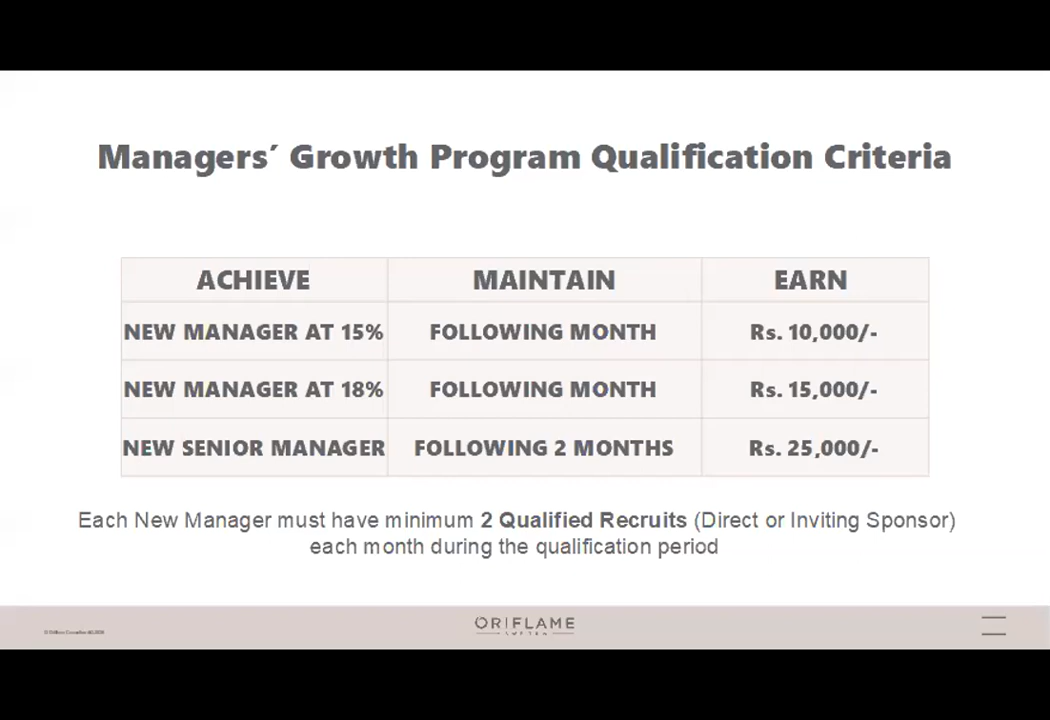 Managers´ Growth Program Qualification Criteria
ACHIEVE MAINTAIN EARN
NEW MANAGER AT 15% FOLLOWING MONTH Rs. 10,000/-
NEW MANAGER AT 18% FOLLOWING MONTH Rs. 15,000/-
NEW SENIOR MANAGER FOLLOWING 2 MONTHS Rs. 25,000/-
Each New Manager must have minimum 2 Qualified Recruits (Direct or Inviting Sponsor)
each month during the qualification period
ORIFLAME